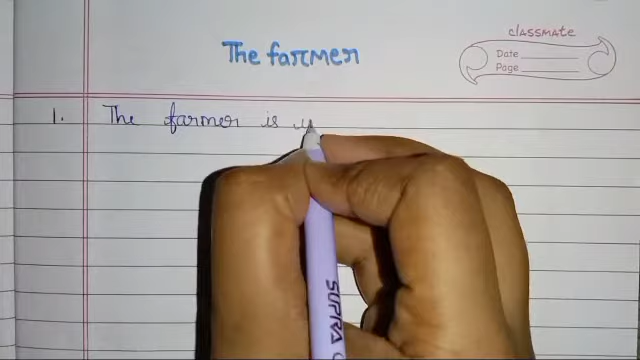 The farmer
classmate
Date
Page
1. The farmer is
SUPRA